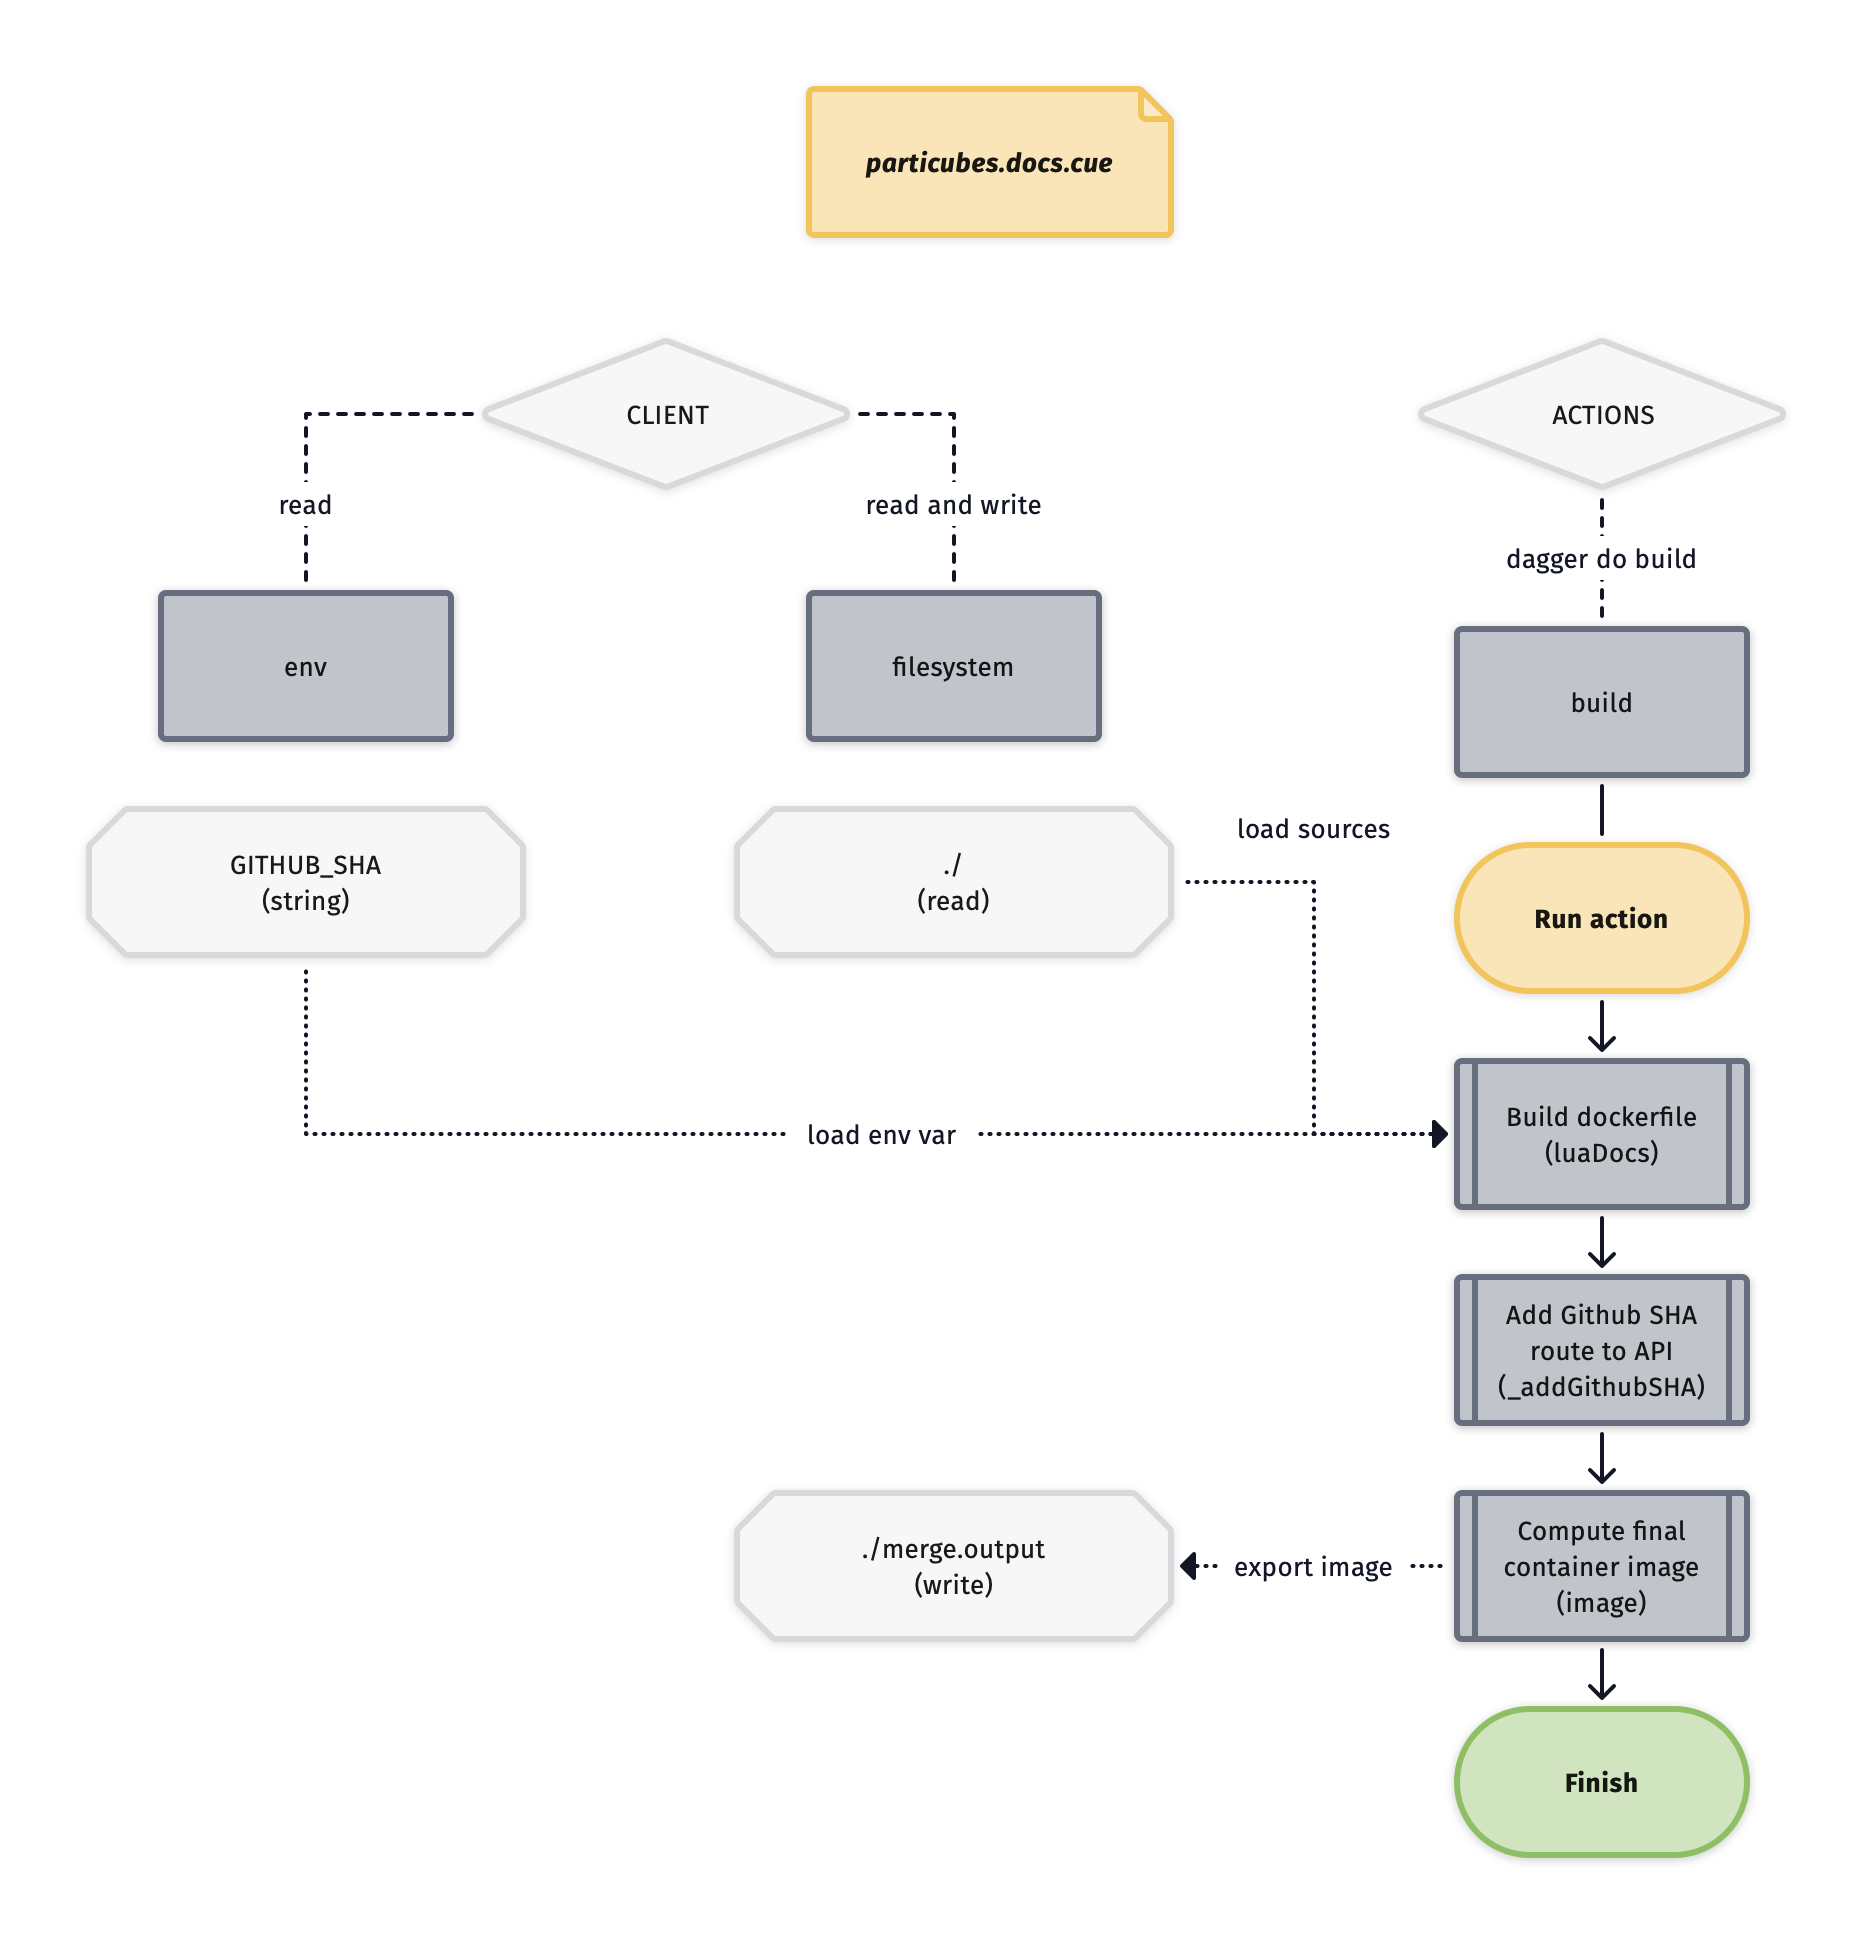 particubes.docs.cue
CLIENT
ACTIONS
read
read and write
dagger do build
env
filesystem
build
GITHUB_SHA
(string)
./
(read)
load sources
Run action
load env var
Build dockerfile
(luaDocs)
Add Github SHA
route to API
(_addGithubSHA)
./merge.output
(write)
export image
Compute final
container image
(image)
Finish